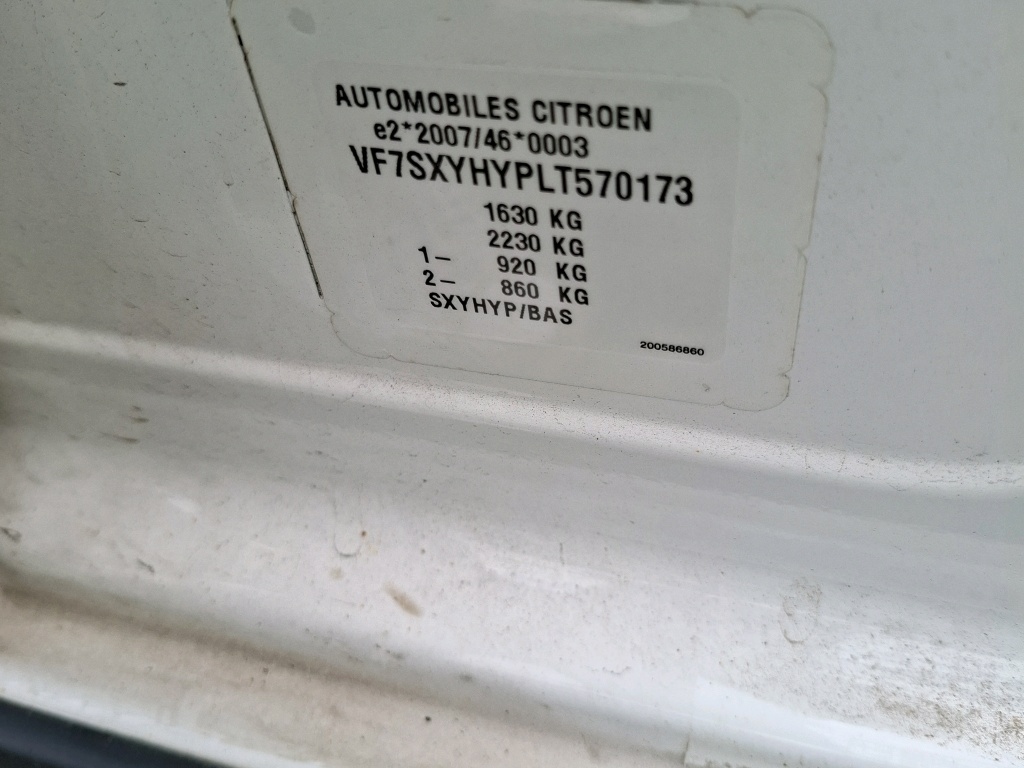 AUTOMOBILES CITROEN
e2*2007/46*0003
VF7SXYHYPLT570173
1630 KG
2230 KG
1- 920 KG
2- 860 KG
SXYHYP/BAS
200586860